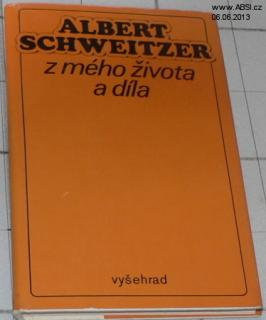 www.ABSI.cz
06.06.2013
ALBERT
SCHWEITZER
z mého života
a díla
vyšehrad